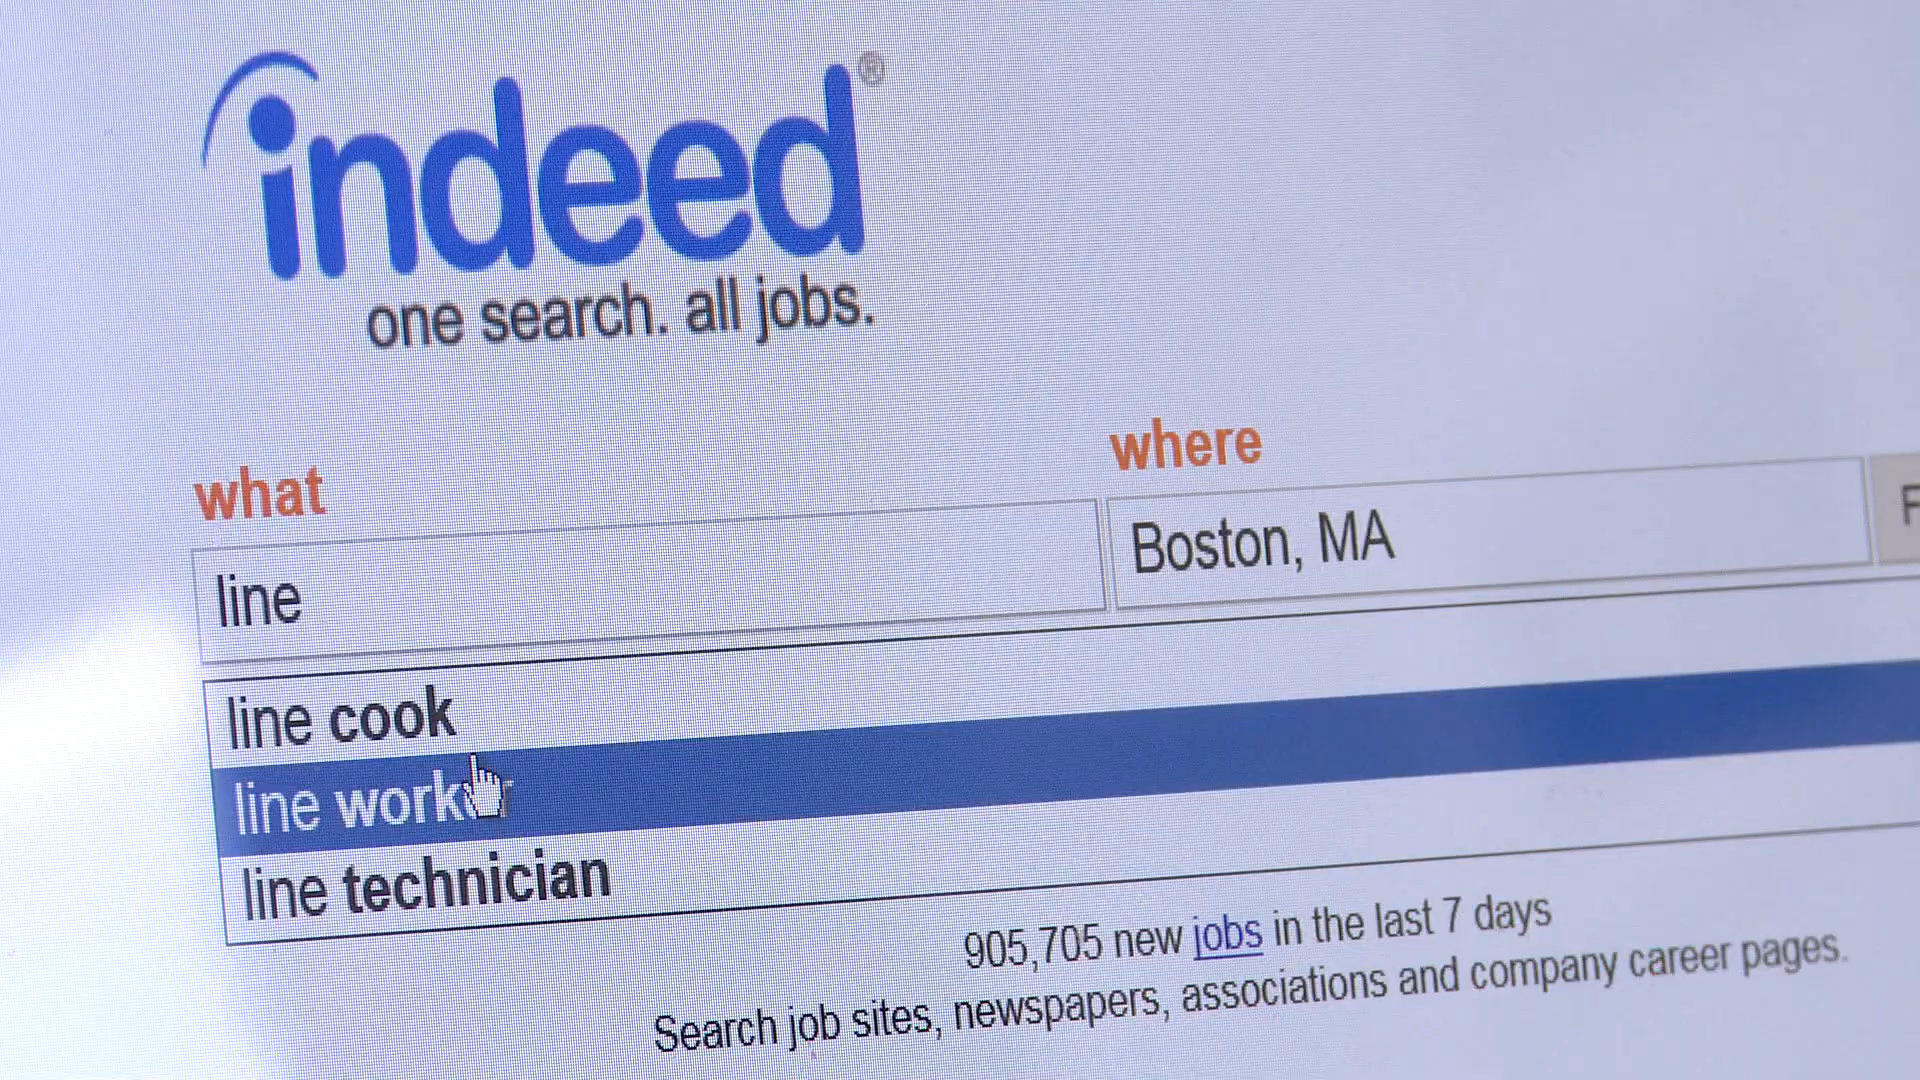 indeed®
one search. all jobs.
what
where
line
Boston, MA
F
line cook
line worker
line technician
905,705 new jobs in the last 7 days
Search job sites, newspapers, associations and company career pages.